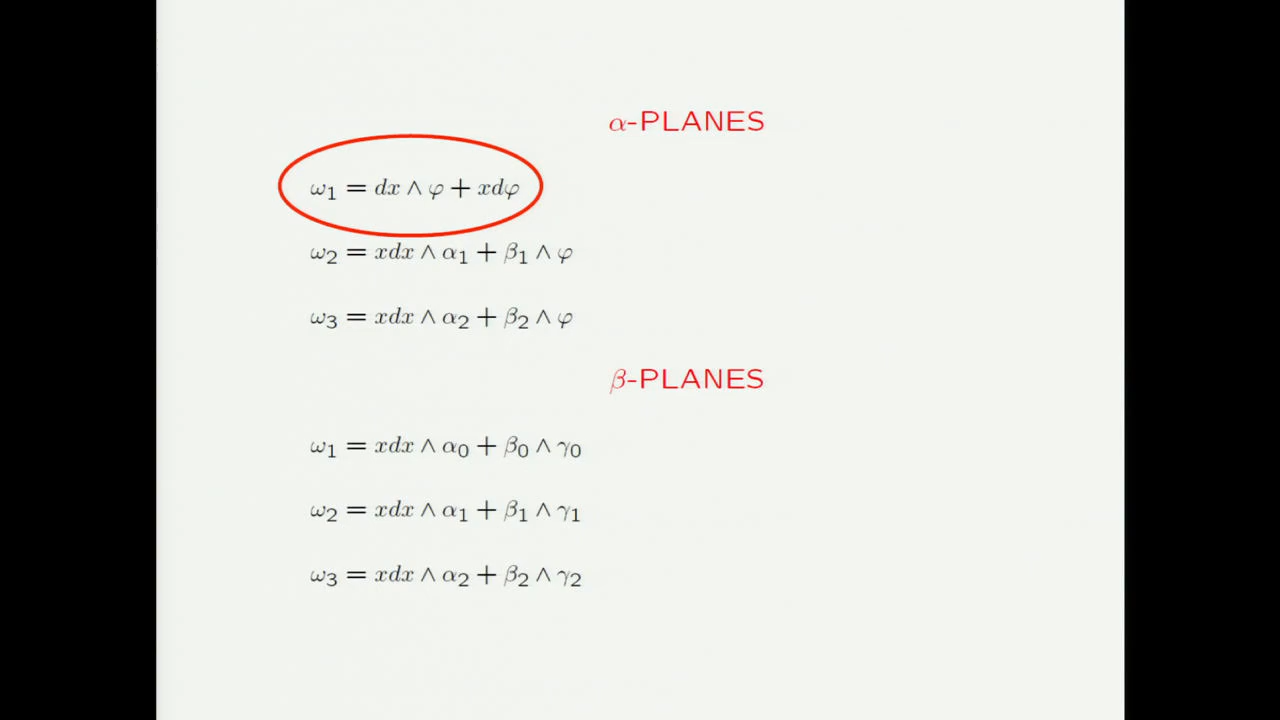 α-PLANES
ω₁ = dx ∧ φ + xdφ
ω₂ = xdx ∧ α₁ + β₁ ∧ φ
ω₃ = xdx ∧ α₂ + β₂ ∧ φ
β-PLANES
ω₁ = xdx ∧ α₀ + β₀ ∧ γ₀
ω₂ = xdx ∧ α₁ + β₁ ∧ γ₁
ω₃ = xdx ∧ α₂ + β₂ ∧ γ₂